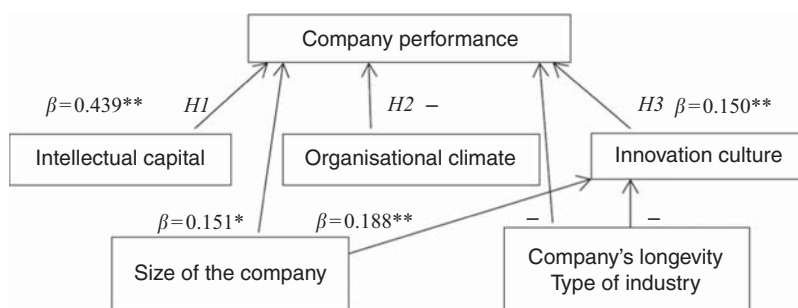 Company performance
β=0.439** H1 H2 – H3 β=0.150**
Intellectual capital Organisational climate Innovation culture
β=0.151* β=0.188** – –
Size of the company
Company's longevity
Type of industry